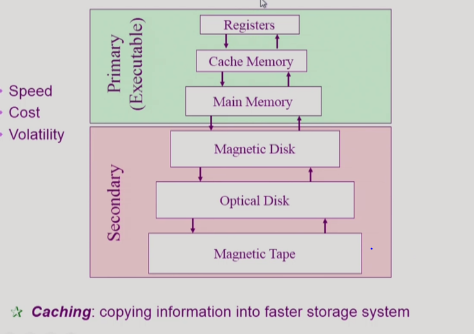 Speed
Cost
Volatility
Primary
(Executable)
Registers
Cache Memory
Main Memory
Secondary
Magnetic Disk
Optical Disk
Magnetic Tape
Caching: copying information into faster storage system